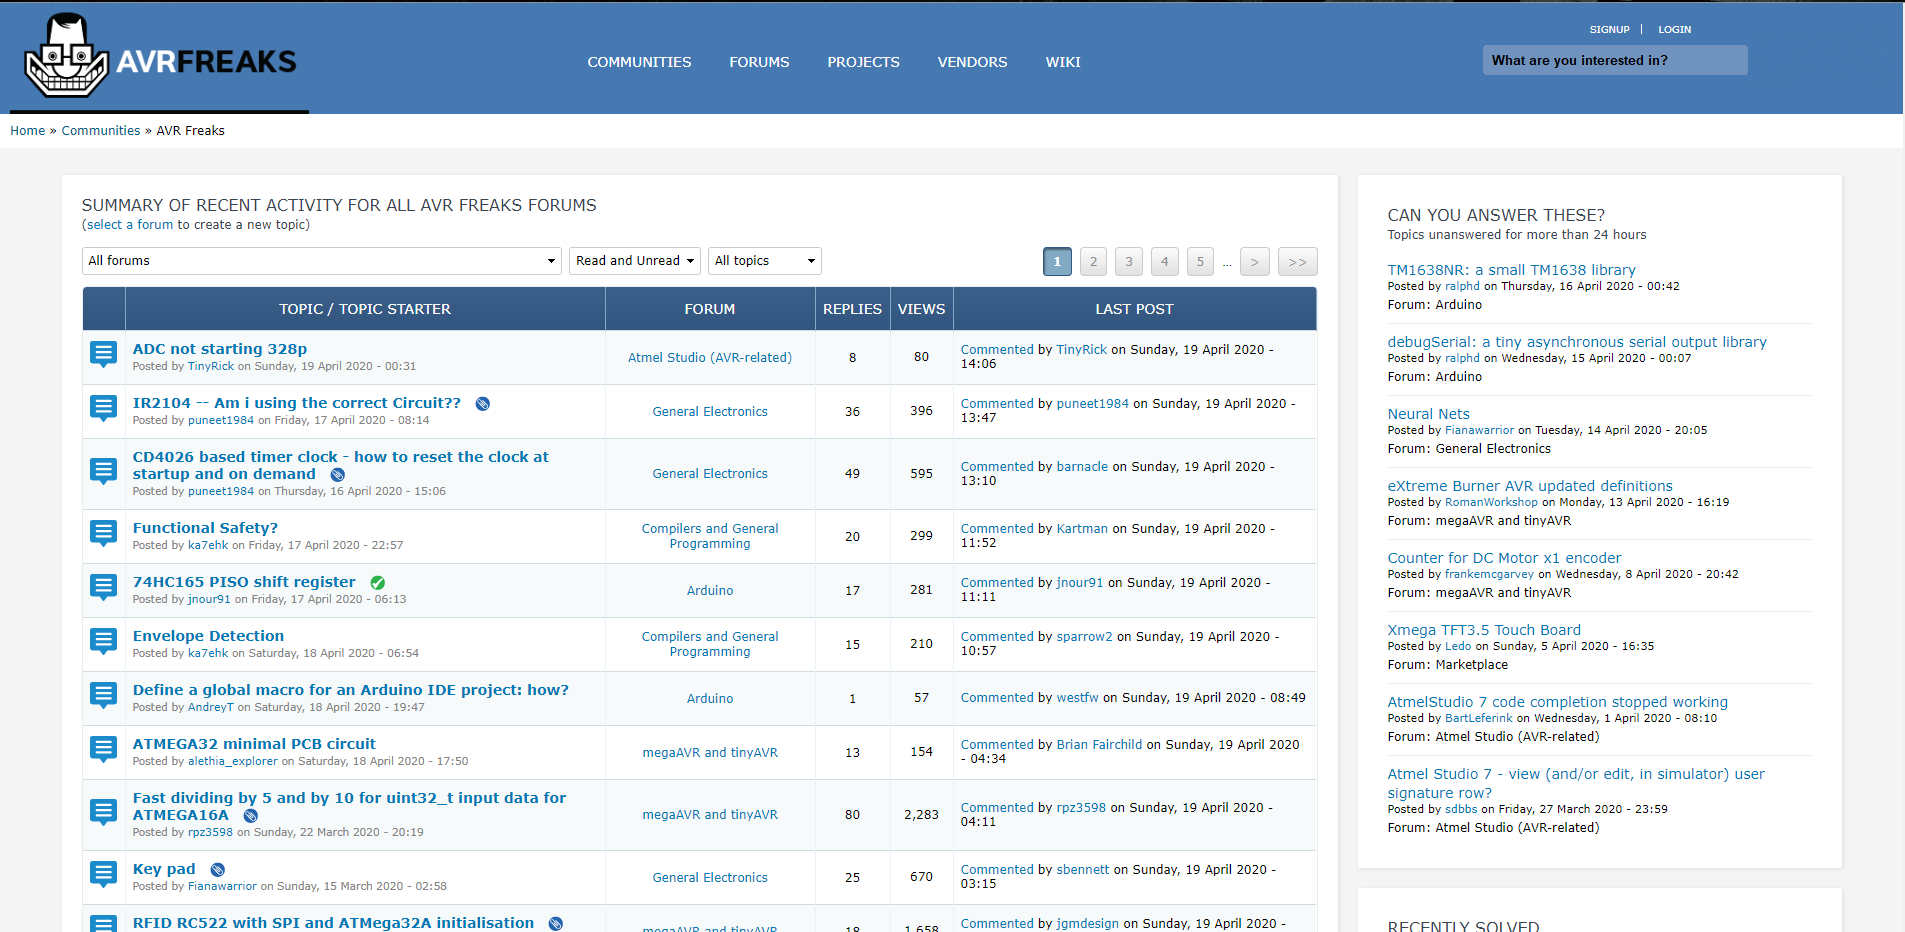 AVRFREAKS
COMMUNITIES FORUMS PROJECTS VENDORS WIKI
SIGNUP | LOGIN
What are you interested in?
Home » Communities » AVR Freaks
SUMMARY OF RECENT ACTIVITY FOR ALL AVR FREAKS FORUMS
(select a forum to create a new topic)
All forums Read and Unread All topics 1 2 3 4 5 ... > >>
TOPIC / TOPIC STARTER FORUM REPLIES VIEWS LAST POST
ADC not starting 328p
Posted by TinyRick on Sunday, 19 April 2020 - 00:31
Atmel Studio (AVR-related) 8 80
Commented by TinyRick on Sunday, 19 April 2020 -
14:06
IR2104 -- Am i using the correct Circuit??
Posted by puneet1984 on Friday, 17 April 2020 - 08:14
General Electronics 36 396
Commented by puneet1984 on Sunday, 19 April 2020 -
13:47
CD4026 based timer clock - how to reset the clock at
startup and on demand
Posted by puneet1984 on Thursday, 16 April 2020 - 15:06
General Electronics 49 595
Commented by barnacle on Sunday, 19 April 2020 -
13:10
Functional Safety?
Posted by ka7ehk on Friday, 17 April 2020 - 22:57
Compilers and General
Programming
20 299
Commented by Kartman on Sunday, 19 April 2020 -
11:52
74HC165 PISO shift register
Posted by jnour91 on Friday, 17 April 2020 - 06:13
Arduino 17 281
Commented by jnour91 on Sunday, 19 April 2020 -
11:11
Envelope Detection
Posted by ka7ehk on Saturday, 18 April 2020 - 06:54
Compilers and General
Programming
15 210
Commented by sparrow2 on Sunday, 19 April 2020 -
10:57
Define a global macro for an Arduino IDE project: how?
Posted by AndreyT on Saturday, 18 April 2020 - 19:47
Arduino 1 57
Commented by westfw on Sunday, 19 April 2020 - 08:49
ATMEGA32 minimal PCB circuit
Posted by alethia_explorer on Saturday, 18 April 2020 - 17:50
megaAVR and tinyAVR 13 154
Commented by Brian Fairchild on Sunday, 19 April 2020
- 04:34
Fast dividing by 5 and by 10 for uint32_t input data for
ATMEGA16A
Posted by rpz3598 on Sunday, 22 March 2020 - 20:19
megaAVR and tinyAVR 80 2,283
Commented by rpz3598 on Sunday, 19 April 2020 -
04:11
Key pad
Posted by Fianawarrior on Sunday, 15 March 2020 - 02:58
General Electronics 25 670
Commented by sbennett on Sunday, 19 April 2020 -
03:15
RFID RC522 with SPI and ATMega32A initialisation
megaAVR and tinyAVR 18 1,658
Commented by jgmdesign on Sunday, 19 April 2020 -
CAN YOU ANSWER THESE?
Topics unanswered for more than 24 hours
TM1638NR: a small TM1638 library
Posted by ralphd on Thursday, 16 April 2020 - 00:42
Forum: Arduino
debugSerial: a tiny asynchronous serial output library
Posted by ralphd on Wednesday, 15 April 2020 - 00:07
Forum: Arduino
Neural Nets
Posted by Fianawarrior on Tuesday, 14 April 2020 - 20:05
Forum: General Electronics
eXtreme Burner AVR updated definitions
Posted by RomanWorkshop on Monday, 13 April 2020 - 16:19
Forum: megaAVR and tinyAVR
Counter for DC Motor x1 encoder
Posted by frankemcgarvey on Wednesday, 8 April 2020 - 20:42
Forum: megaAVR and tinyAVR
Xmega TFT3.5 Touch Board
Posted by Ledo on Sunday, 5 April 2020 - 16:35
Forum: Marketplace
AtmelStudio 7 code completion stopped working
Posted by BartLeferink on Wednesday, 1 April 2020 - 08:10
Forum: Atmel Studio (AVR-related)
Atmel Studio 7 - view (and/or edit, in simulator) user
signature row?
Posted by sdbbs on Friday, 27 March 2020 - 23:59
Forum: Atmel Studio (AVR-related)
RECENTLY SOLVED